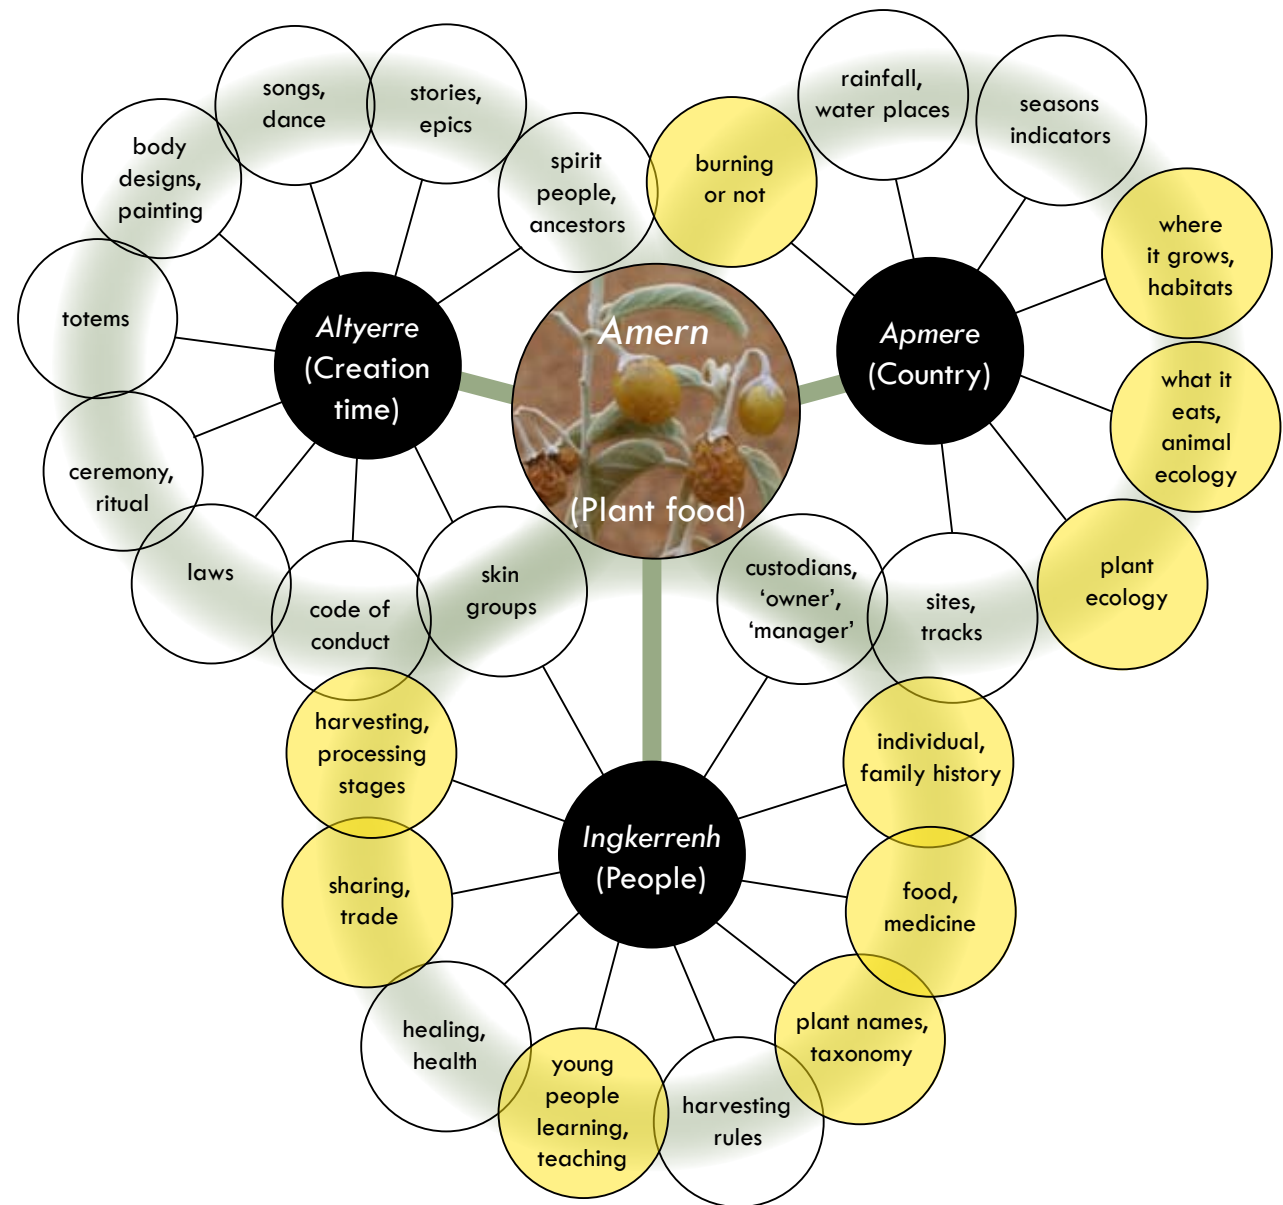 songs,
dance
stories,
epics
body
designs,
painting
spirit
people,
ancestors
totems
Altyerre
(Creation
time)
ceremony,
ritual
laws
code of
conduct
skin
groups
Amern
(Plant food)
burning
or not
rainfall,
water places
seasons
indicators
where
it grows,
habitats
Apmere
(Country)
what it
eats,
animal
ecology
plant
ecology
sites,
tracks
custodians,
‘owner’,
‘manager’
harvesting,
processing
stages
individual,
family history
Ingkerrenh
(People)
sharing,
trade
food,
medicine
healing,
health
plant names,
taxonomy
young
people
learning,
teaching
harvesting
rules